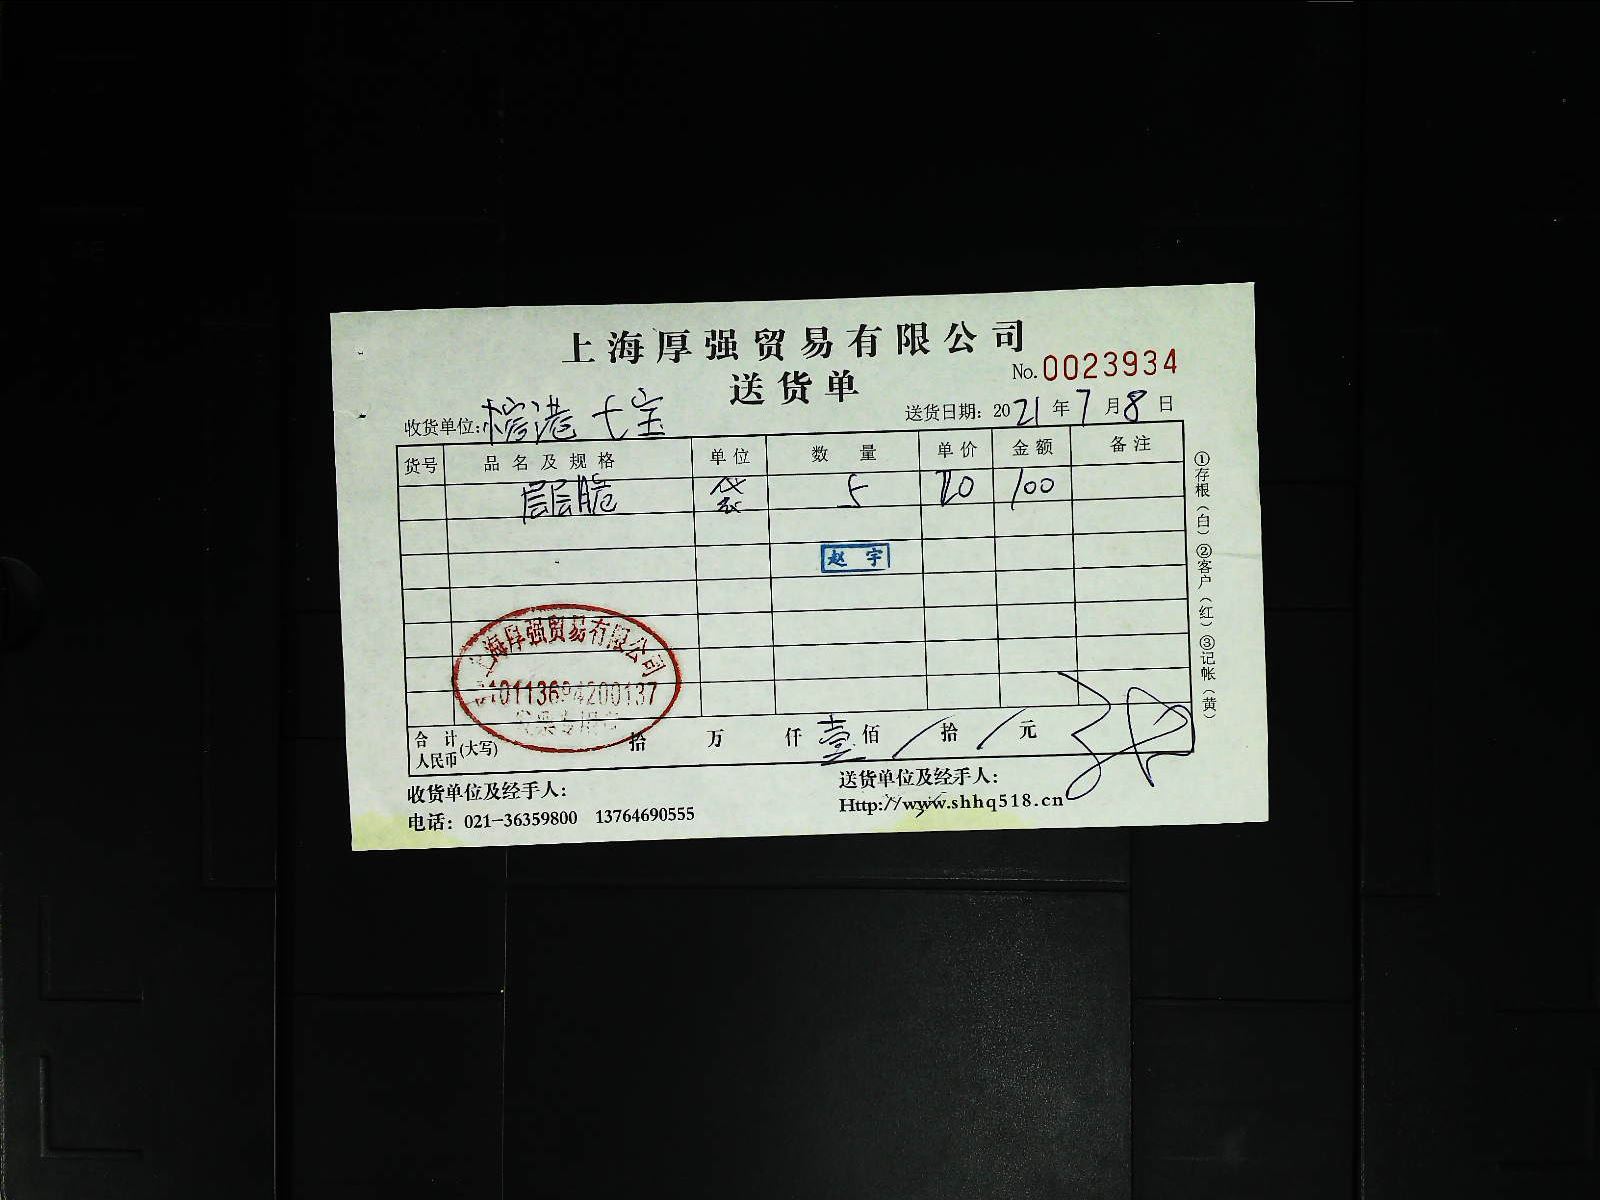 上海厚强贸易有限公司
送货单
No.0023934
收货单位:榕港 七宝
送货日期: 2021年7月8日
货号 品名及规格 单位 数量 单价 金额 备注
层层脆 袋 5 20 100
赵宇
上海厚强贸易有限公司
合计人民币(大写) 拾 万 仟 壹佰 / 拾 / 元
收货单位及经手人:
送货单位及经手人:
电话: 021-36359800 13764690555
Http://www.shhq518.cn
①存根(白)②客户(红)③记帐(黄)